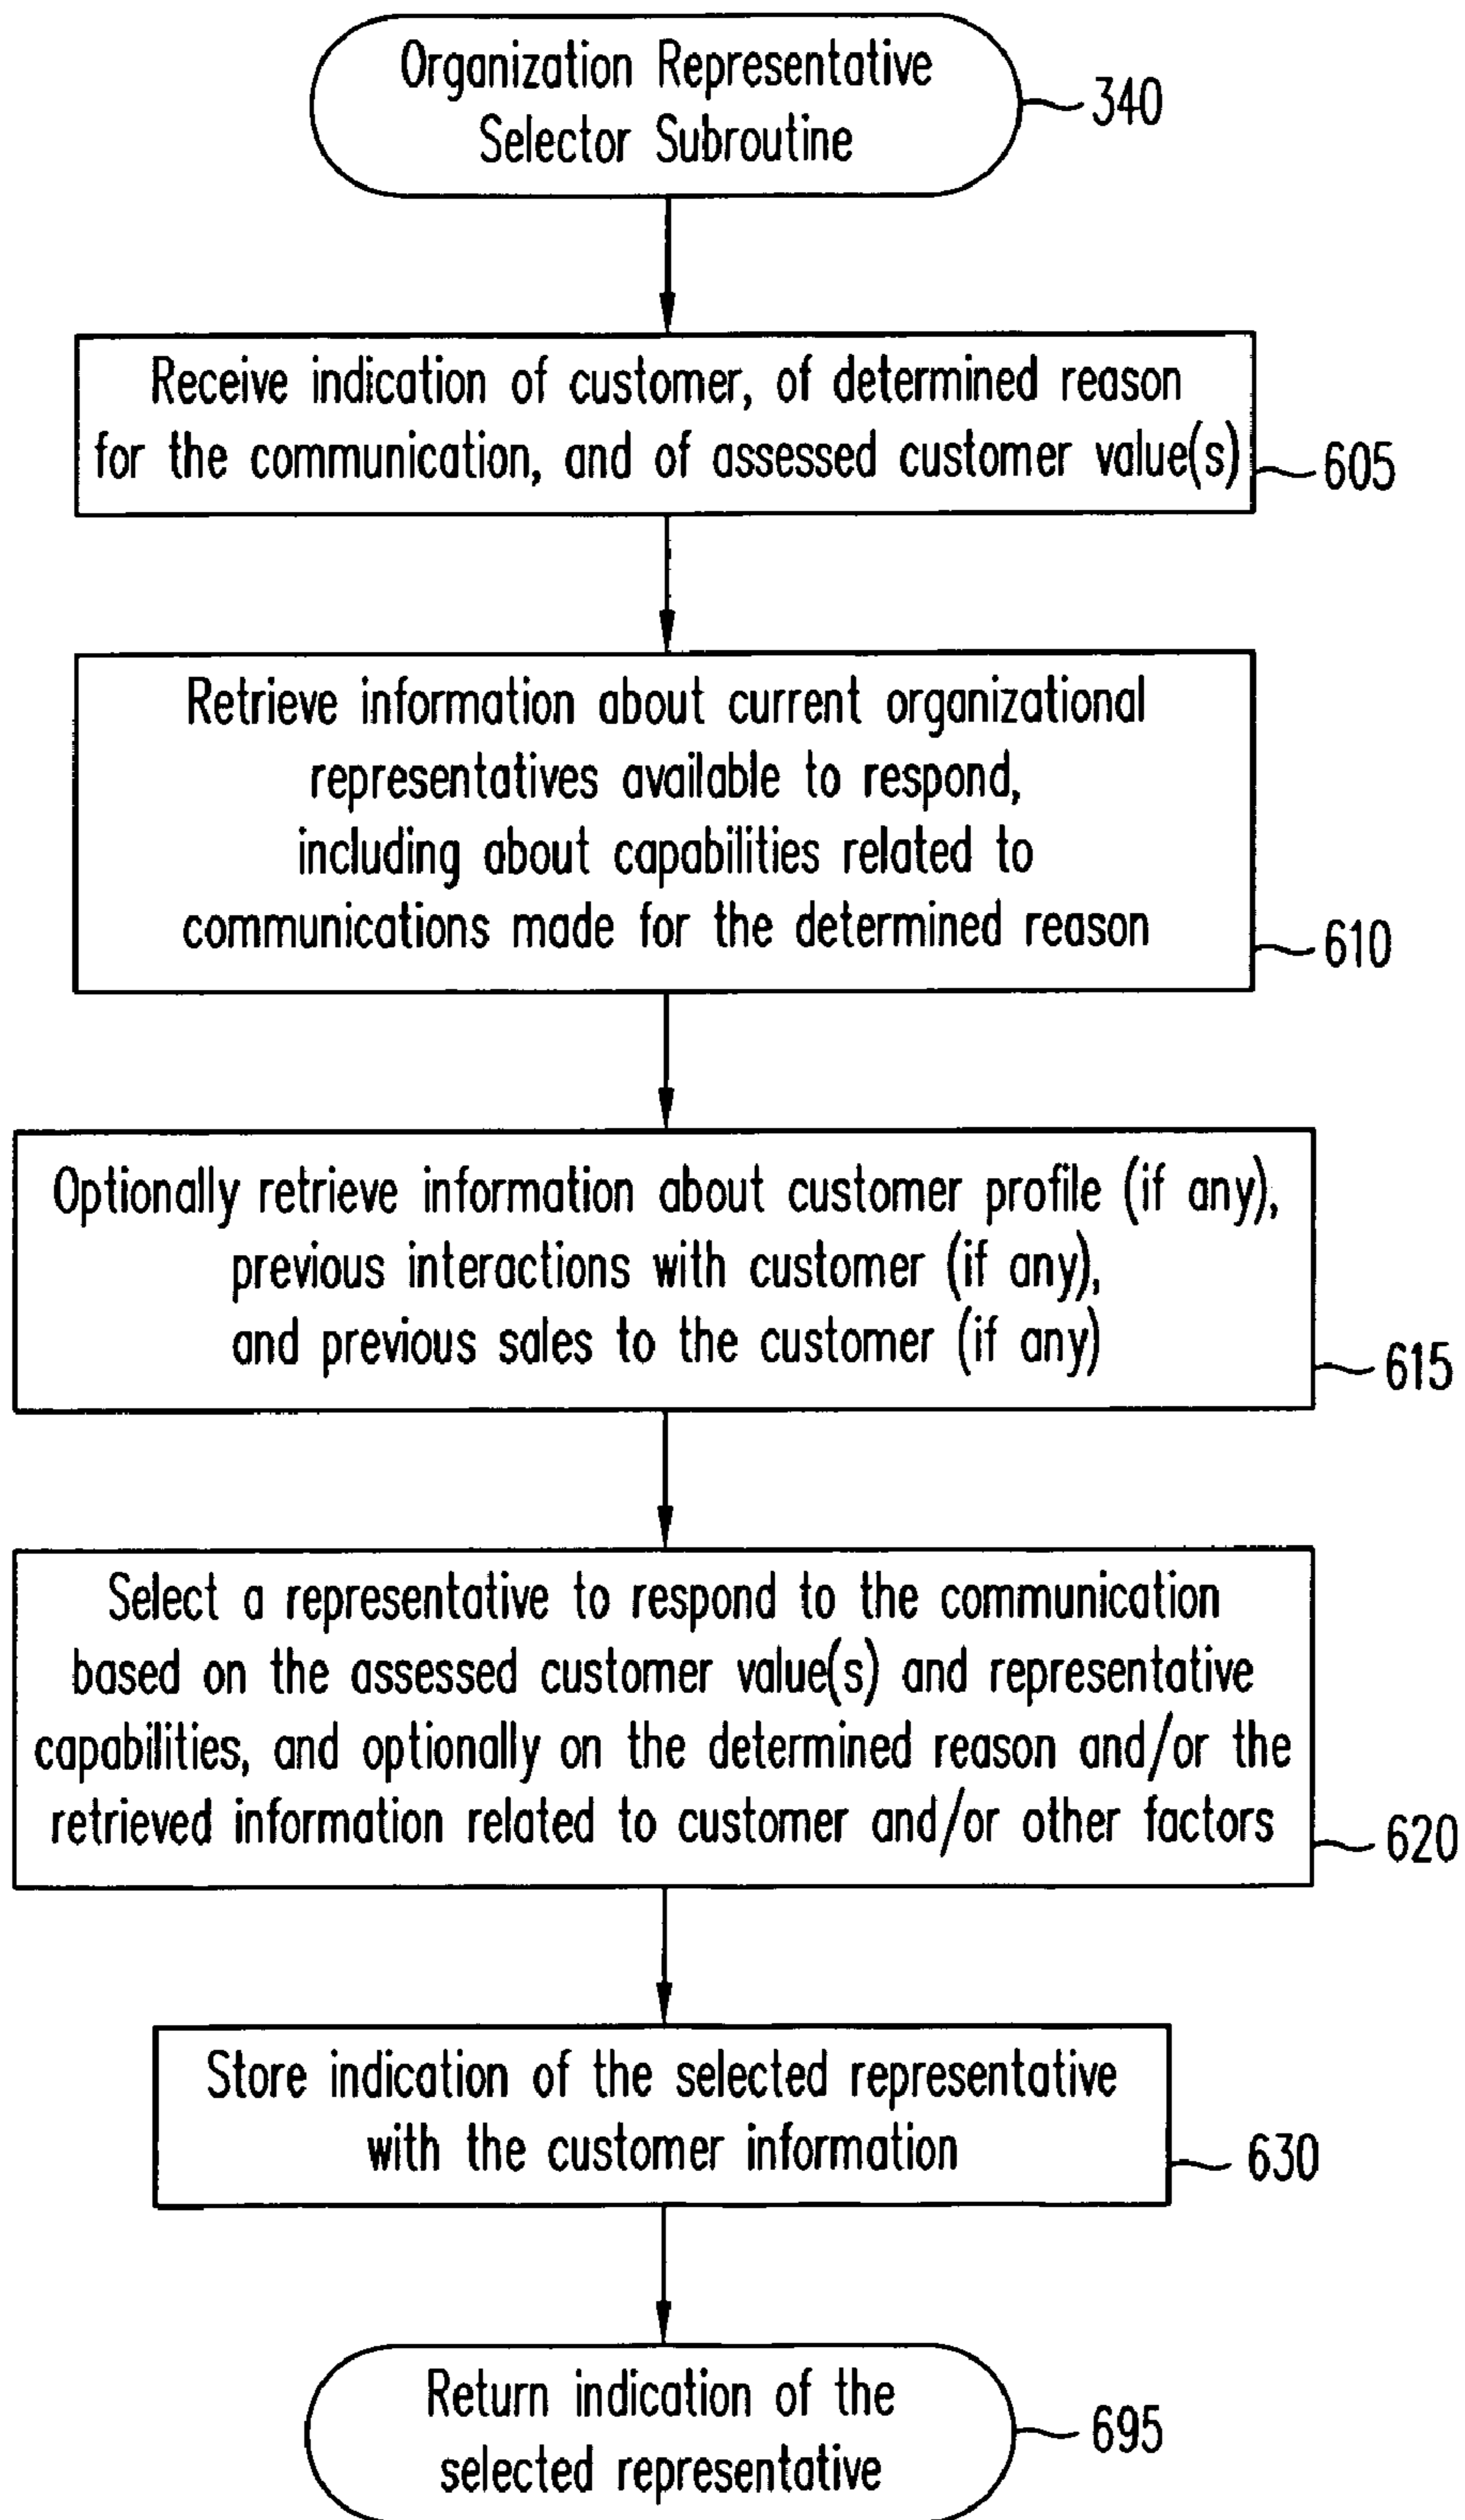 Organization Representative
Selector Subroutine
340
Receive indication of customer, of determined reason
for the communication, and of assessed customer value(s)
605
Retrieve information about current organizational
representatives available to respond,
including about capabilities related to
communications made for the determined reason
610
Optionally retrieve information about customer profile (if any),
previous interactions with customer (if any),
and previous sales to the customer (if any)
615
Select a representative to respond to the communication
based on the assessed customer value(s) and representative
capabilities, and optionally on the determined reason and/or the
retrieved information related to customer and/or other factors
620
Store indication of the selected representative
with the customer information
630
Return indication of the
selected representative
695